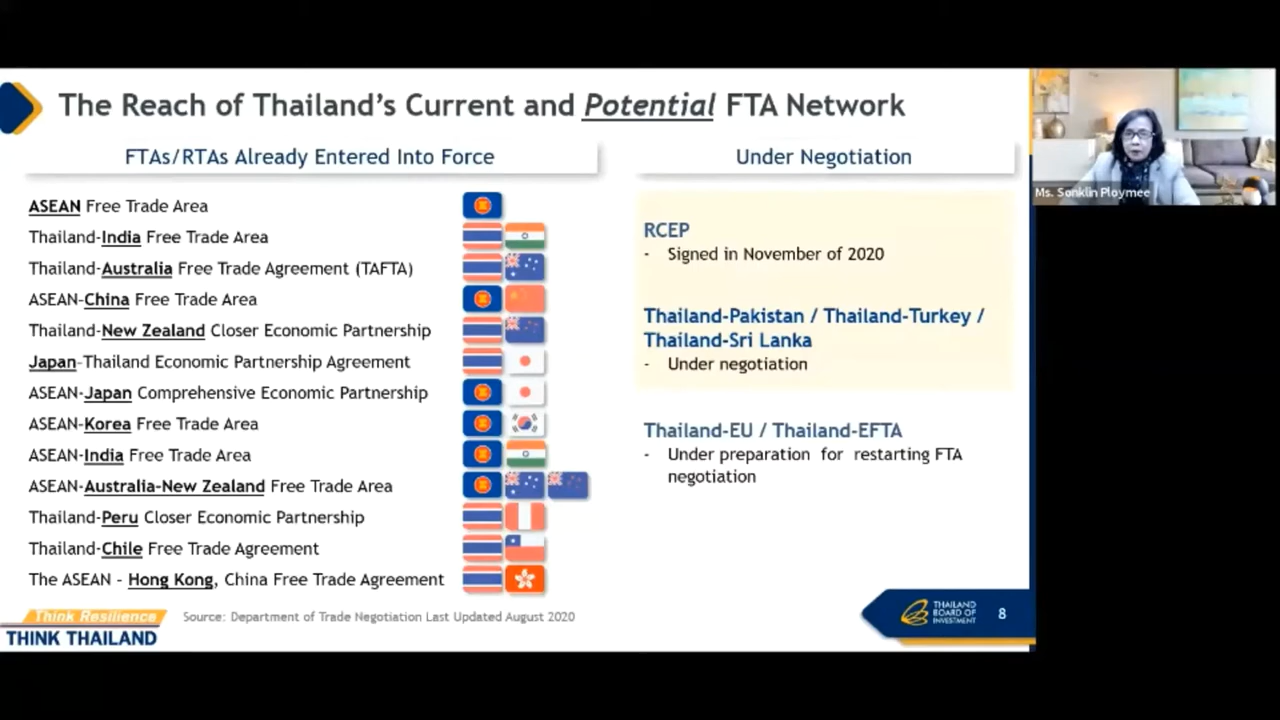 The Reach of Thailand's Current and Potential FTA Network
FTAs/RTAs Already Entered Into Force
ASEAN Free Trade Area
Thailand-India Free Trade Area
Thailand-Australia Free Trade Agreement (TAFTA)
ASEAN-China Free Trade Area
Thailand-New Zealand Closer Economic Partnership
Japan-Thailand Economic Partnership Agreement
ASEAN-Japan Comprehensive Economic Partnership
ASEAN-Korea Free Trade Area
ASEAN-India Free Trade Area
ASEAN-Australia-New Zealand Free Trade Area
Thailand-Peru Closer Economic Partnership
Thailand-Chile Free Trade Agreement
The ASEAN - Hong Kong, China Free Trade Agreement
Under Negotiation
RCEP
- Signed in November of 2020
Thailand-Pakistan / Thailand-Turkey /
Thailand-Sri Lanka
- Under negotiation
Thailand-EU / Thailand-EFTA
- Under preparation for restarting FTA
negotiation
Ms. Sonklin Ploymee
Think Resilience
THINK THAILAND
Source: Department of Trade Negotiation Last Updated August 2020
THAILAND
BOARD OF
INVESTMENT
8